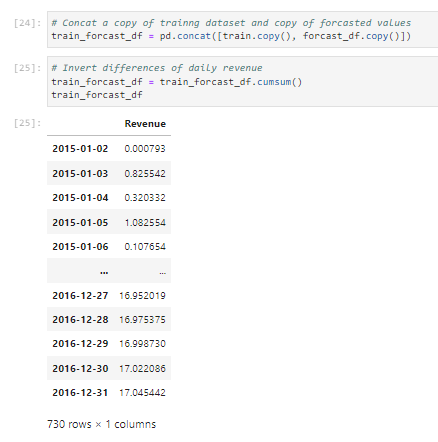 [24]: # Concat a copy of trainng dataset and copy of forcasted values
train_forcast_df = pd.concat([train.copy(), forcast_df.copy()])
[25]: # Invert differences of daily revenue
train_forcast_df = train_forcast_df.cumsum()
train_forcast_df
[25]: Revenue
2015-01-02 0.000793
2015-01-03 0.825542
2015-01-04 0.320332
2015-01-05 1.082554
2015-01-06 0.107654
... ...
2016-12-27 16.952019
2016-12-28 16.975375
2016-12-29 16.998730
2016-12-30 17.022086
2016-12-31 17.045442
730 rows × 1 columns